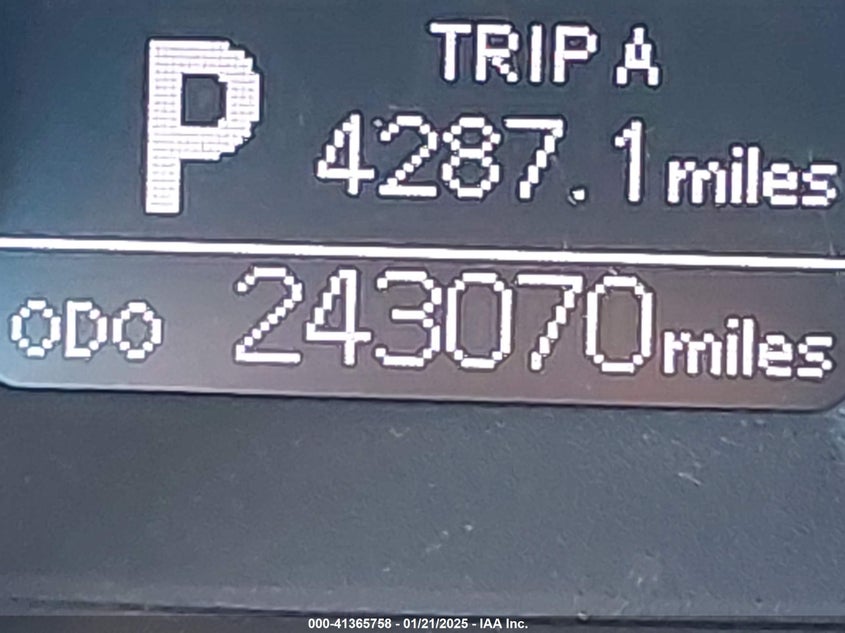 P
TRIP A
4287.1 miles
ODO 243070 miles
000-41365758 - 01/21/2025 - IAA Inc.